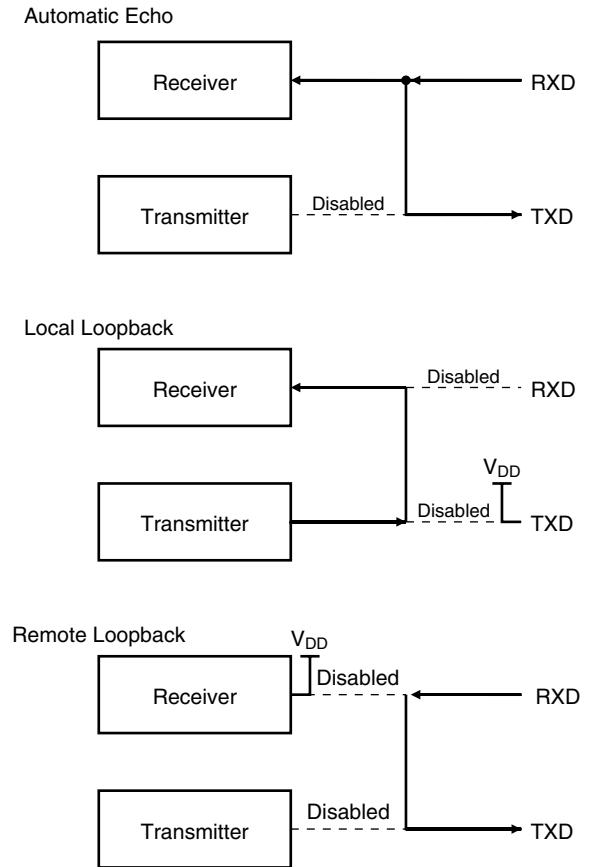 Automatic Echo
Receiver
RXD
Transmitter
Disabled
TXD
Local Loopback
Receiver
Disabled
RXD
VDD
Transmitter
Disabled
TXD
Remote Loopback
VDD
Receiver
Disabled
RXD
Transmitter
Disabled
TXD